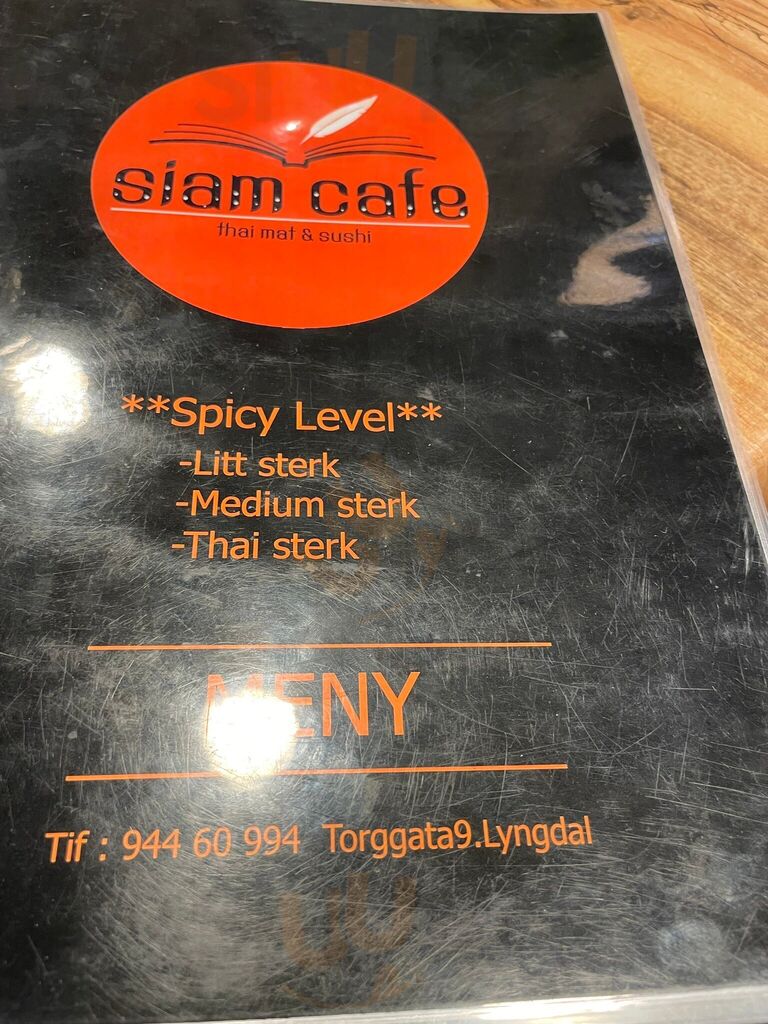 siam cafe
thai mat & sushi
**Spicy Level**
-Litt sterk
-Medium sterk
-Thai sterk
MENY
Tif : 944 60 994 Torggata9.Lyngdal